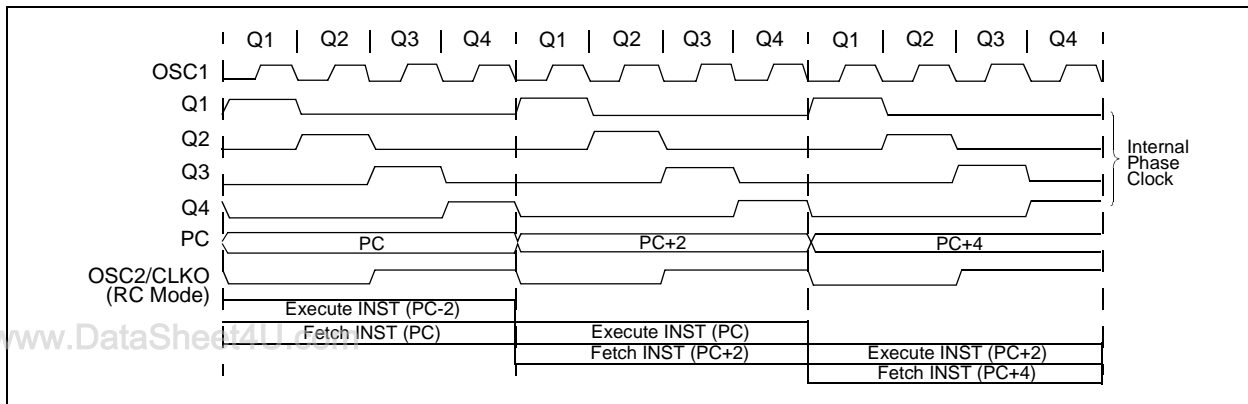 Q1 Q2 Q3 Q4 Q1 Q2 Q3 Q4 Q1 Q2 Q3 Q4
OSC1
Q1
Q2
Q3
Q4
Internal
Phase
Clock
PC PC PC+2 PC+4
OSC2/CLKO
(RC Mode)
Execute INST (PC-2)
Fetch INST (PC) Execute INST (PC)
Fetch INST (PC+2) Execute INST (PC+2)
Fetch INST (PC+4)
www.DataSheet4U.com